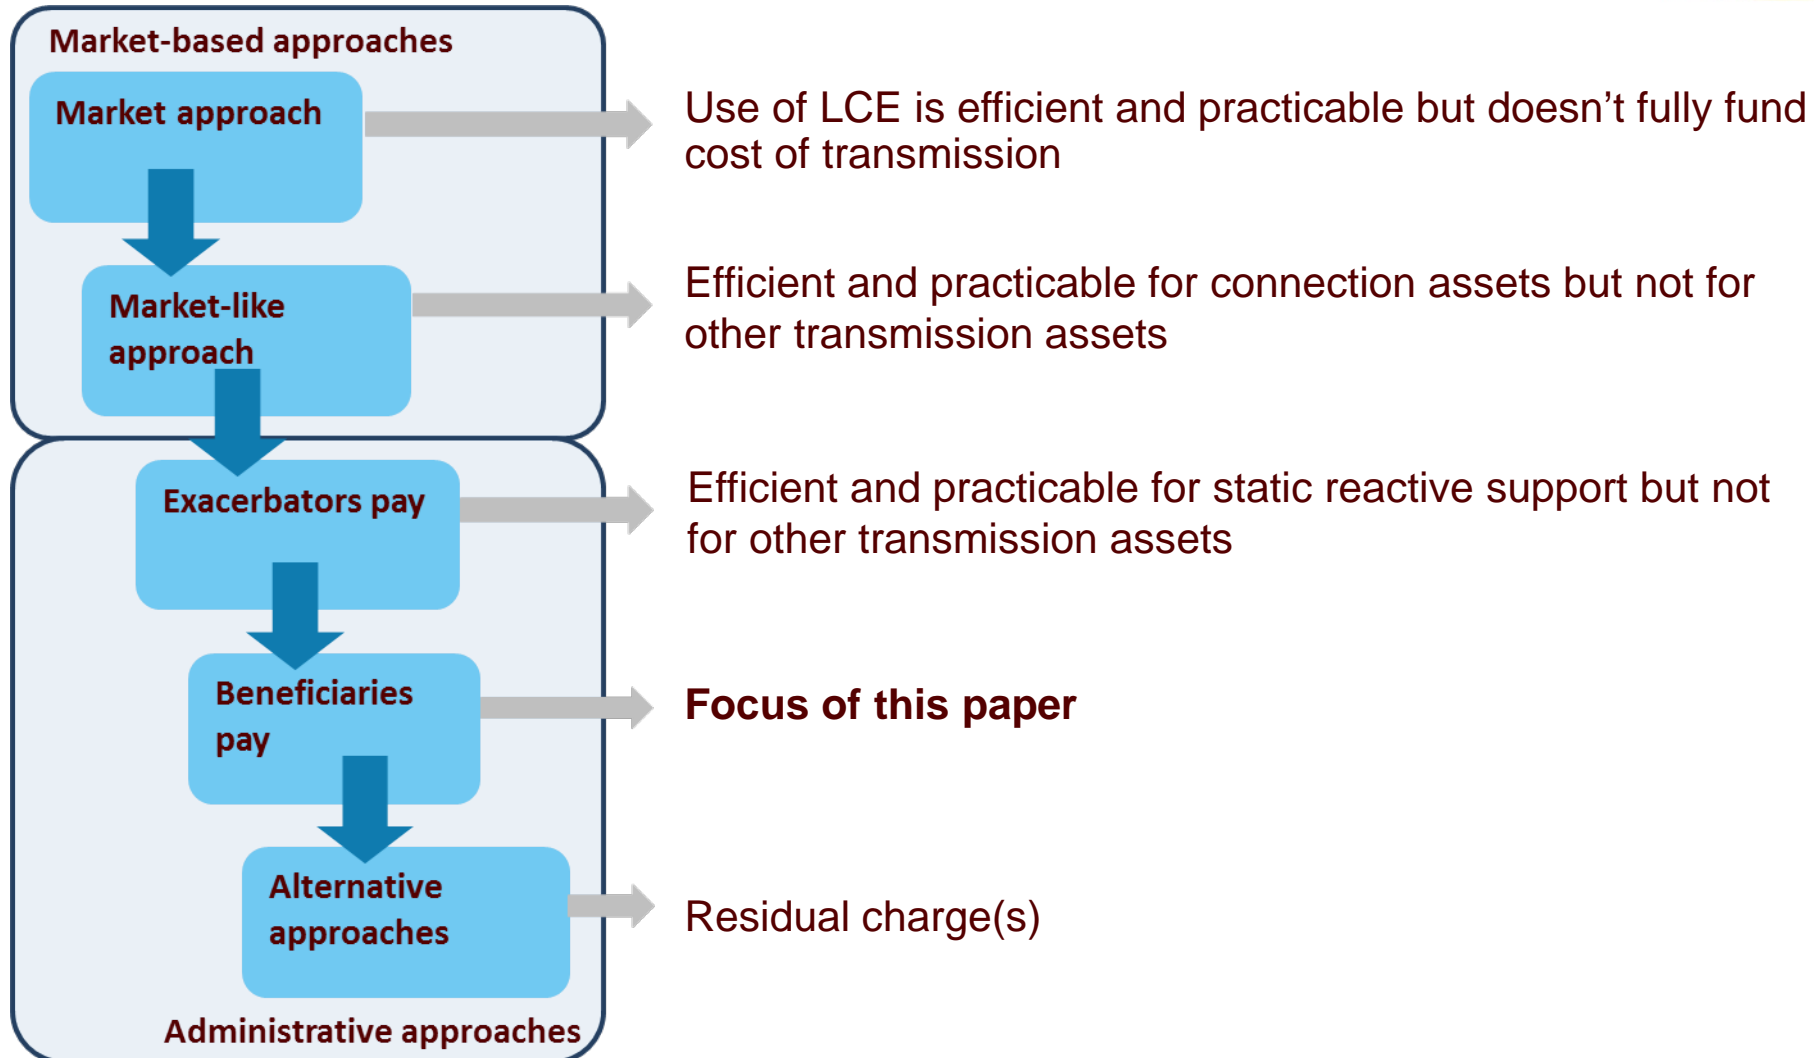 Market-based approaches
Market approach
Use of LCE is efficient and practicable but doesn’t fully fund
cost of transmission
Market-like
approach
Efficient and practicable for connection assets but not for
other transmission assets
Exacerbators pay
Efficient and practicable for static reactive support but not
for other transmission assets
Beneficiaries
pay
Focus of this paper
Alternative
approaches
Residual charge(s)
Administrative approaches